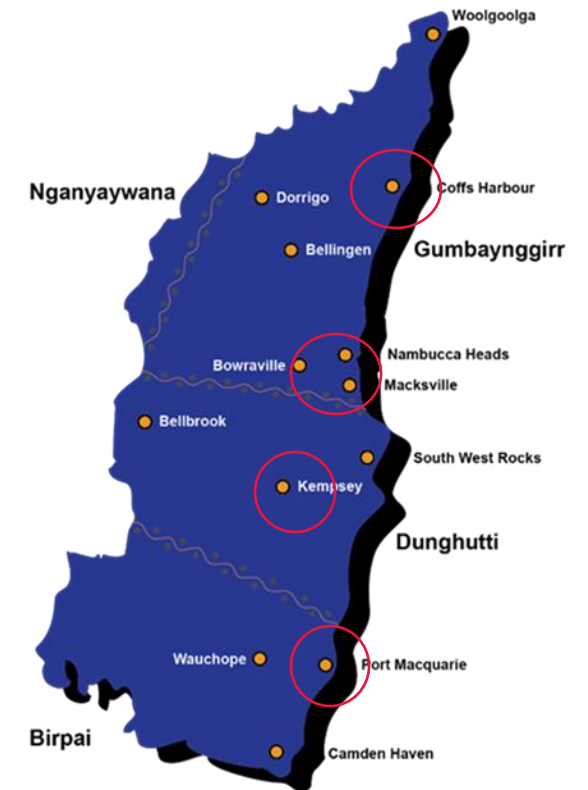 Woolgoolga
Nganyaywana
Dorrigo
Coffs Harbour
Bellingen
Gumbaynggirr
Nambucca Heads
Bowraville
Macksville
Bellbrook
South West Rocks
Kempsey
Dunghutti
Wauchope
Port Macquarie
Birpai
Camden Haven